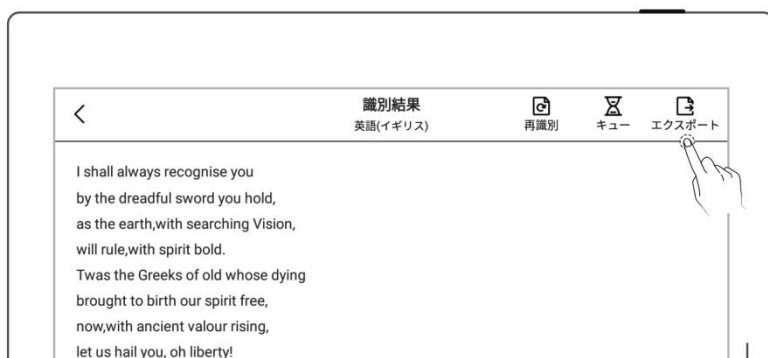 識別結果
英語(イギリス)
再識別
キュー
エクスポート
I shall always recognise you
by the dreadful sword you hold,
as the earth,with searching Vision,
will rule,with spirit bold.
Twas the Greeks of old whose dying
brought to birth our spirit free,
now,with ancient valour rising,
let us hail you, oh liberty!